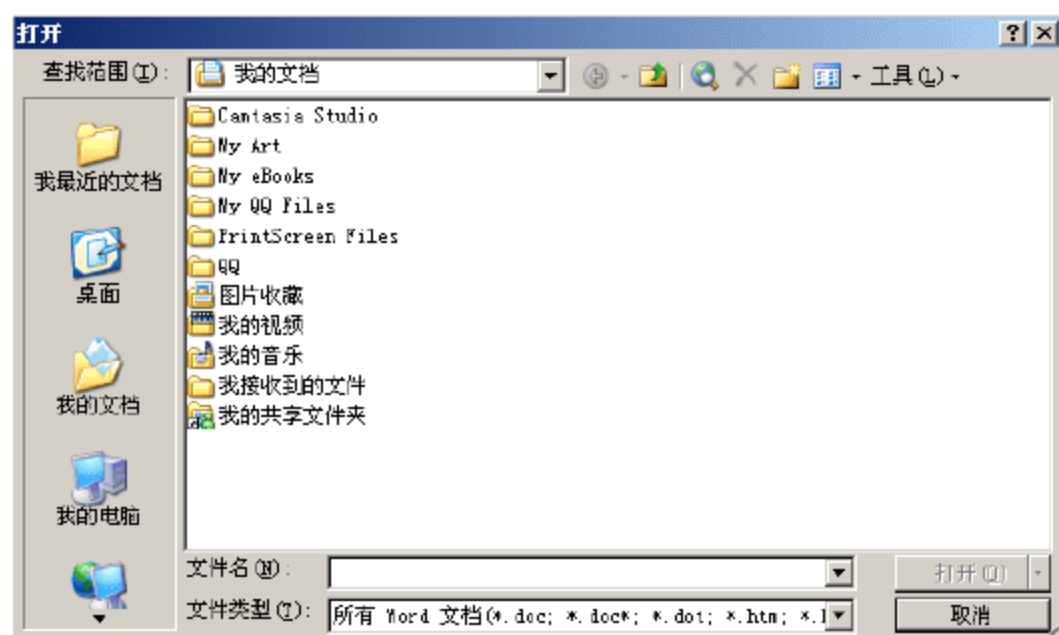 打开
查找范围(I): 我的文档 工具(L)
我最近的文档
桌面
我的文档
我的电脑
Camtasia Studio
My Art
My eBooks
My QQ Files
PrintScreen Files
QQ
图片收藏
我的视频
我的音乐
我接收到的文件
我的共享文件夹
文件名(N): 打开(O)
文件类型(T): 所有 Word 文档(*.doc; *.doc*; *.dot; *.htm; *. 取消